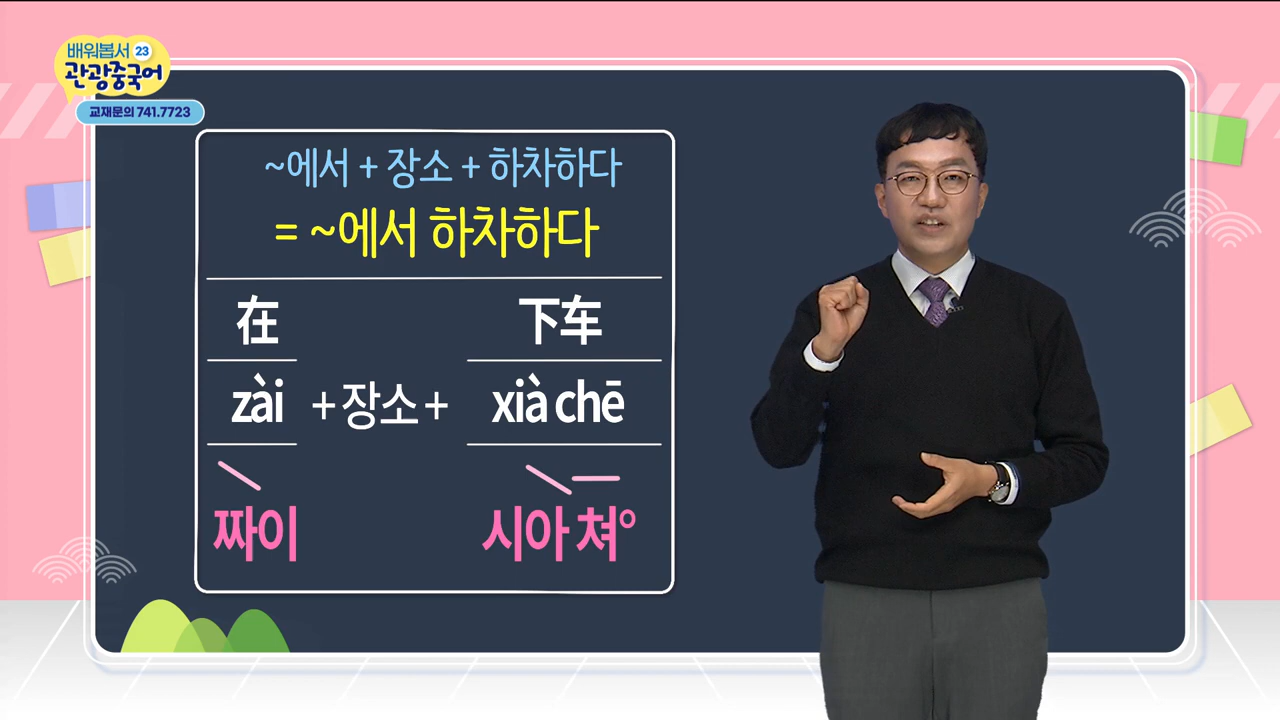 배워봅서 23
관광중국어
교재문의 741.7723
~에서 + 장소 + 하차하다
= ~에서 하차하다
在 下车
zài + 장소 + xià chē
짜이 시아 쳐°